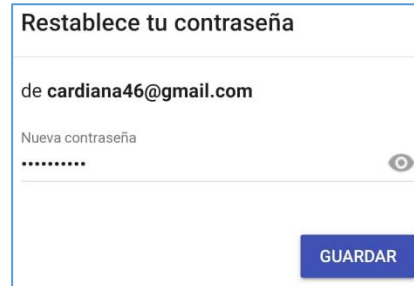 Restablece tu contraseña
de cardiana46@gmail.com
Nueva contraseña
••••••••••
GUARDAR